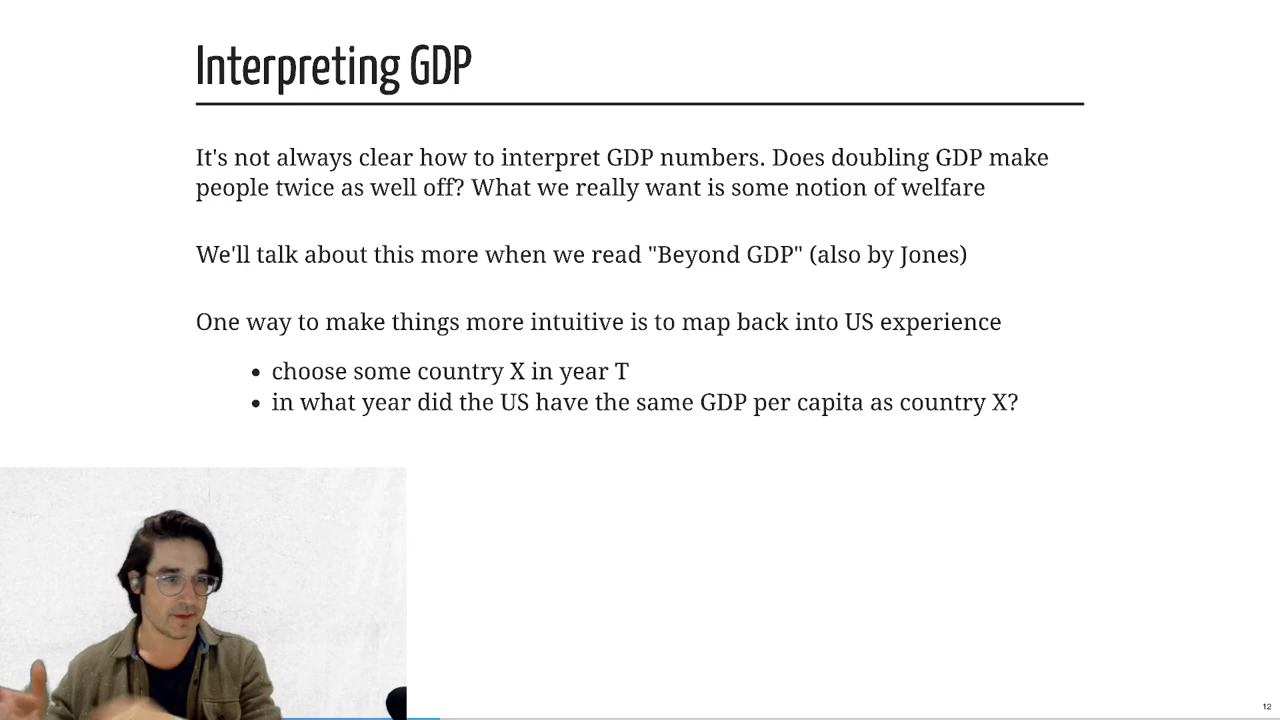 Interpreting GDP
It's not always clear how to interpret GDP numbers. Does doubling GDP make
people twice as well off? What we really want is some notion of welfare
We'll talk about this more when we read "Beyond GDP" (also by Jones)
One way to make things more intuitive is to map back into US experience
• choose some country X in year T
• in what year did the US have the same GDP per capita as country X?
12